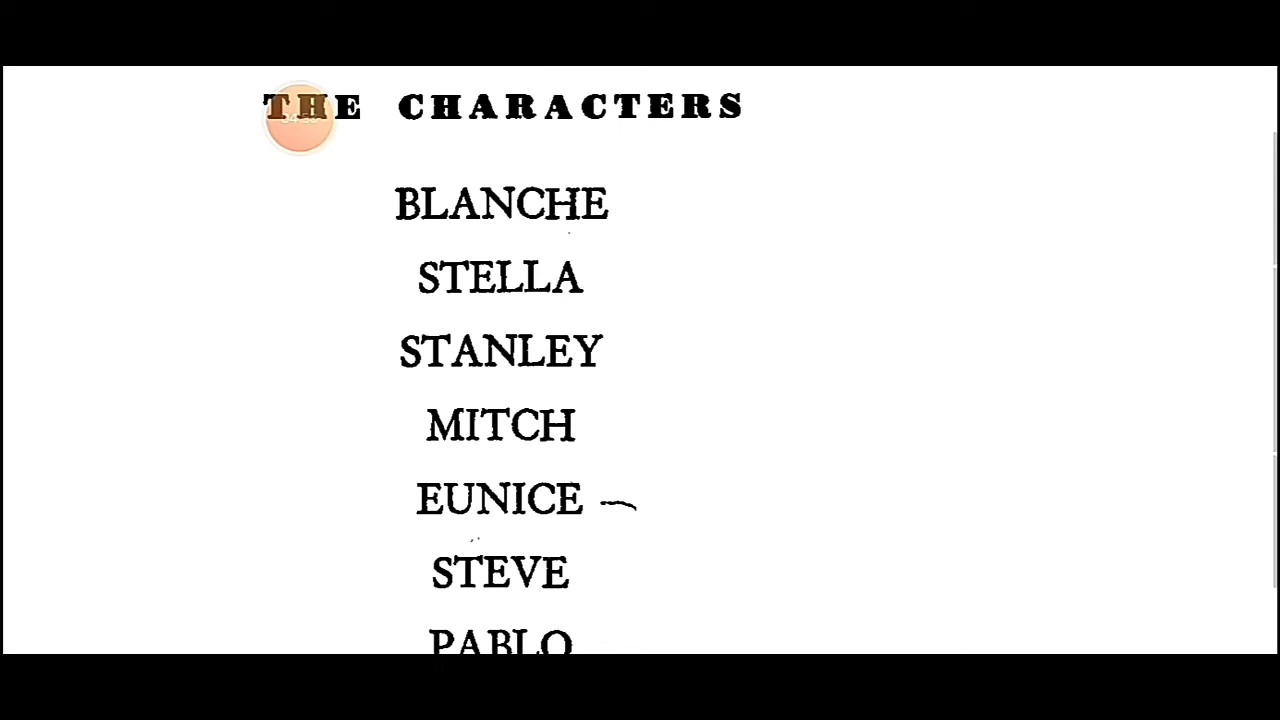 THE CHARACTERS
BLANCHE
STELLA
STANLEY
MITCH
EUNICE
STEVE
PABLO